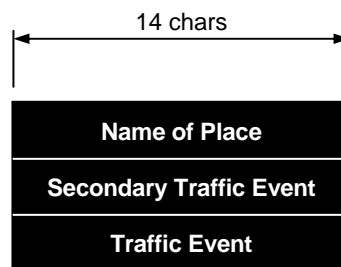 14 chars
Name of Place
Secondary Traffic Event
Traffic Event